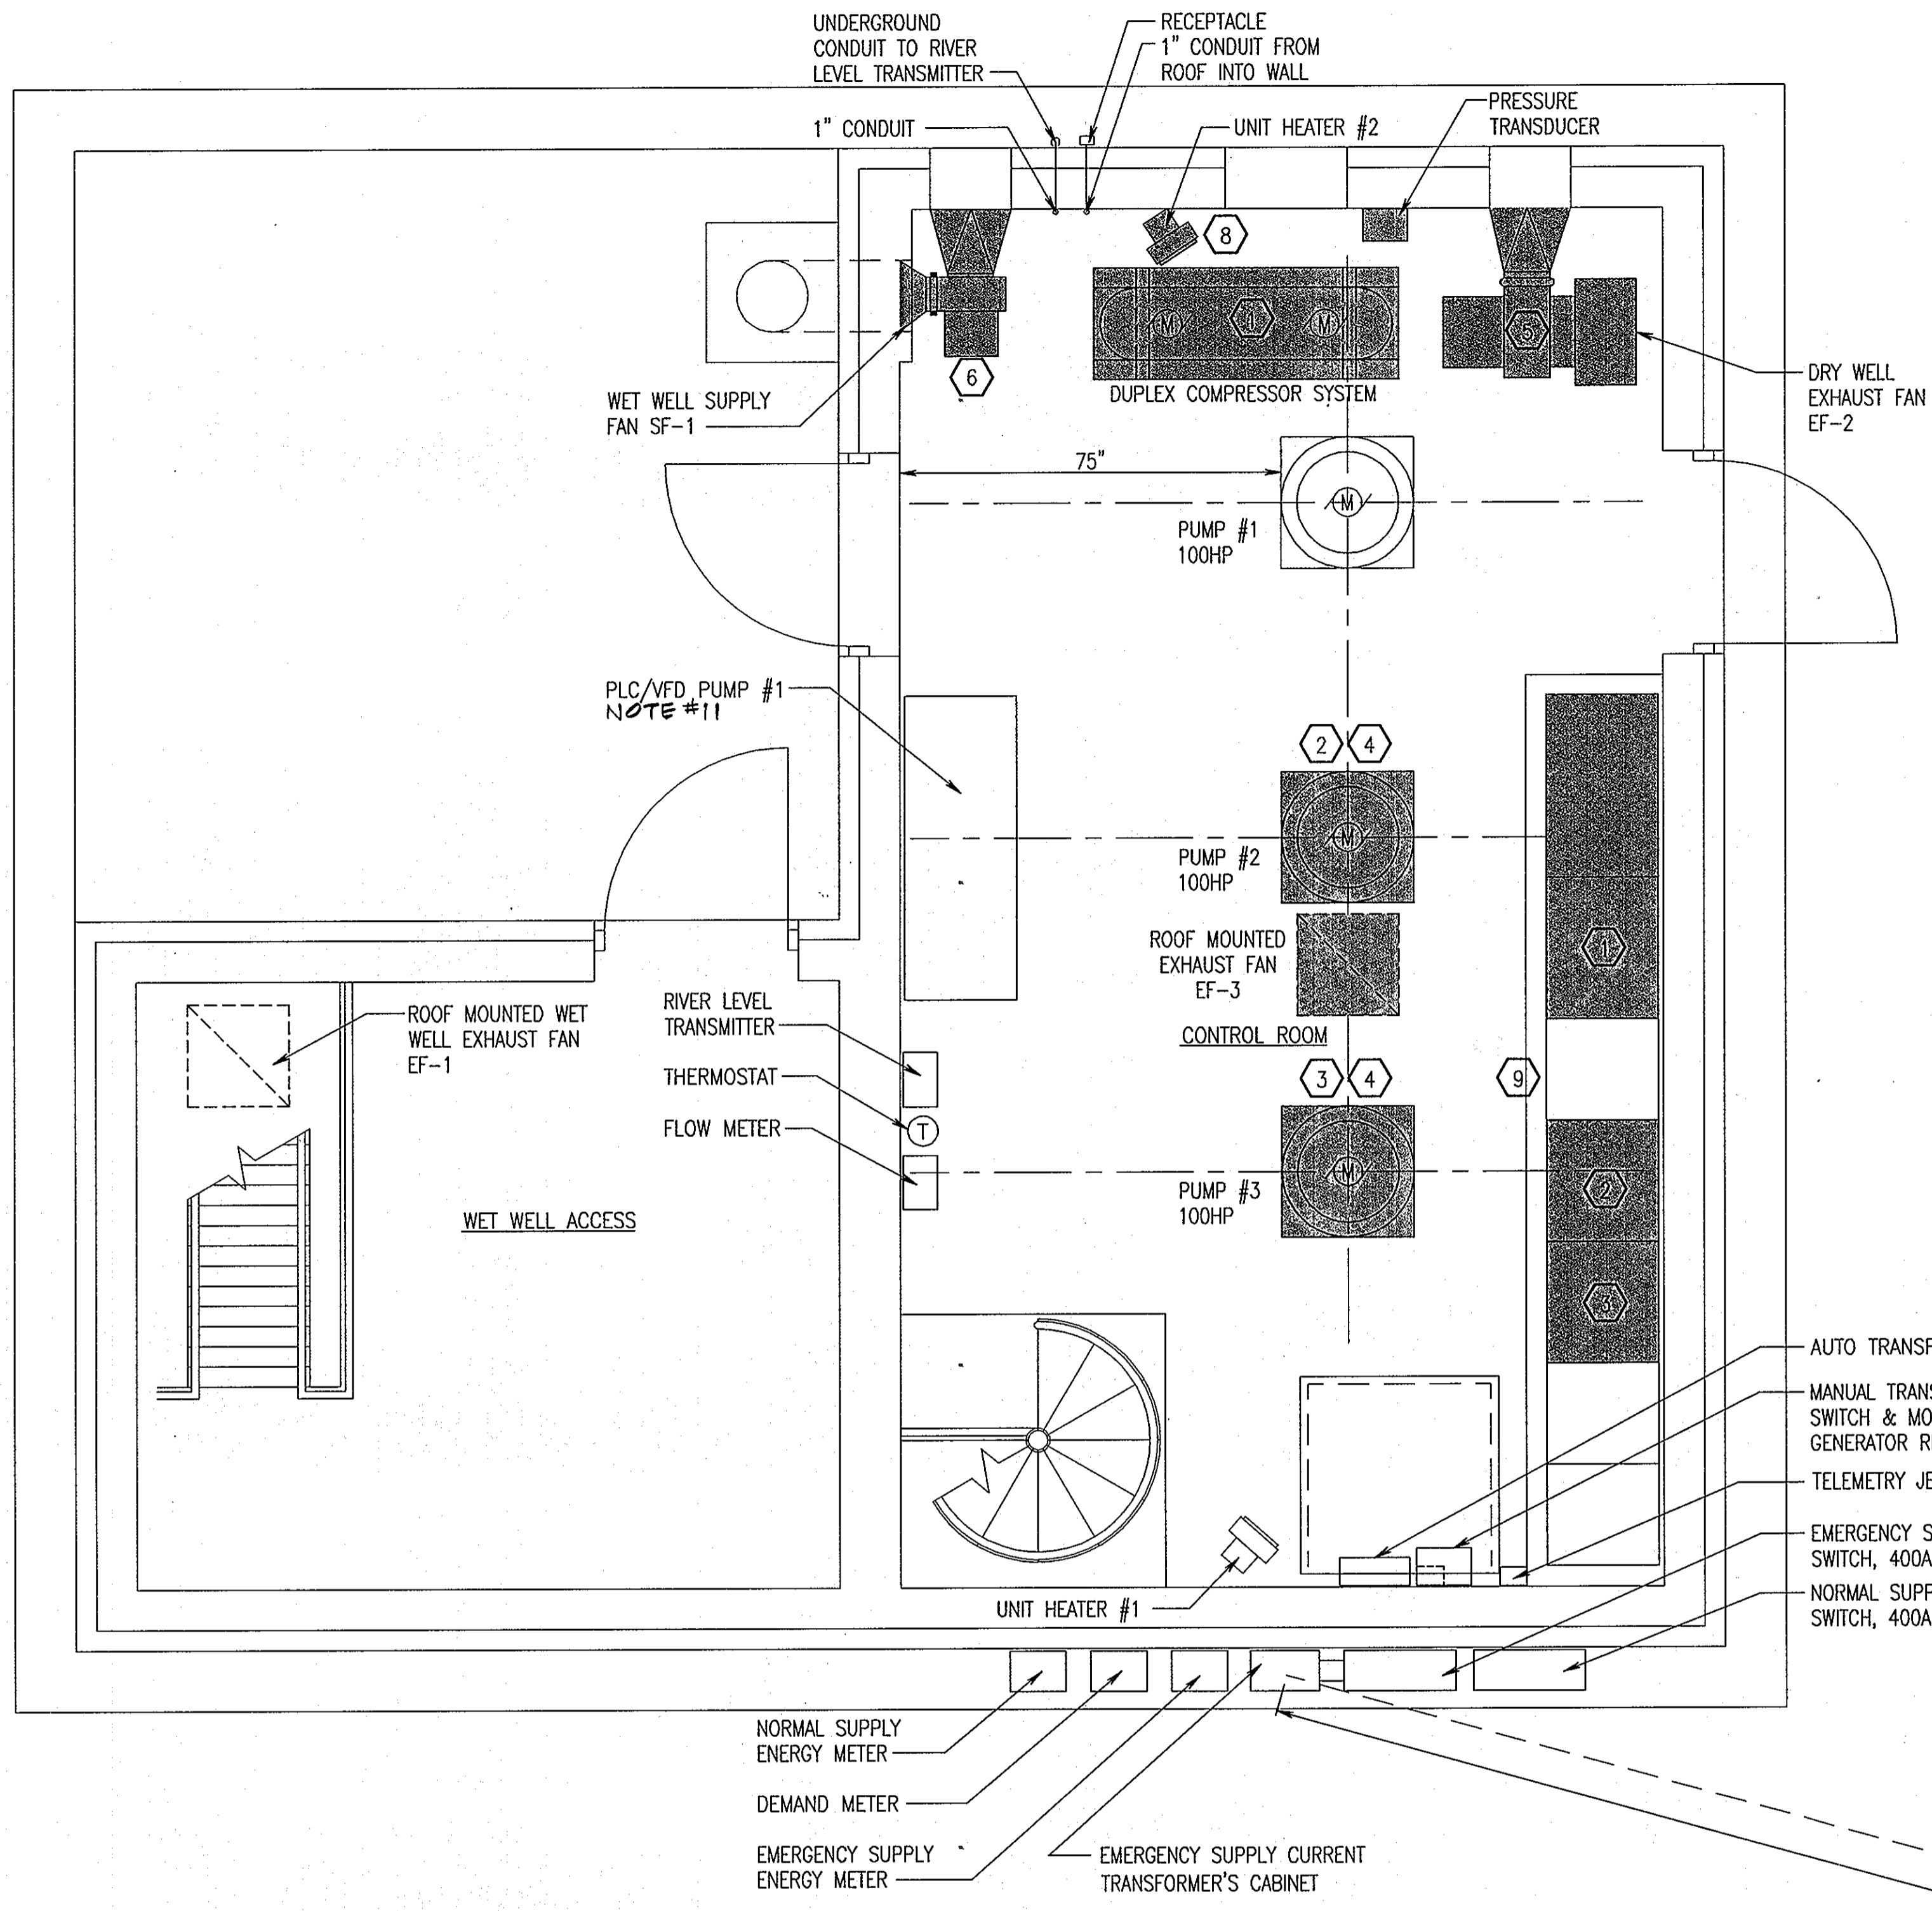 UNDERGROUND
CONDUIT TO RIVER
LEVEL TRANSMITTER
RECEPTACLE
1" CONDUIT FROM
ROOF INTO WALL
1" CONDUIT
UNIT HEATER #2
PRESSURE
TRANSDUCER
8
M
1
M
5
6
DUPLEX COMPRESSOR SYSTEM
WET WELL SUPPLY
FAN SF-1
DRY WELL
EXHAUST FAN
EF-2
75"
M
PUMP #1
100HP
PLC/VFD PUMP #1
NOTE #11
2
4
M
PUMP #2
100HP
ROOF MOUNTED
EXHAUST FAN
EF-3
1
CONTROL ROOM
ROOF MOUNTED WET
WELL EXHAUST FAN
EF-1
RIVER LEVEL
TRANSMITTER
THERMOSTAT
T
FLOW METER
3
4
9
M
2
PUMP #3
100HP
WET WELL ACCESS
3
AUTO TRANSF
MANUAL TRANS
SWITCH & MO
GENERATOR R
TELEMETRY JE
EMERGENCY S
SWITCH, 400A
NORMAL SUPP
SWITCH, 400A
UNIT HEATER #1
NORMAL SUPPLY
ENERGY METER
DEMAND METER
EMERGENCY SUPPLY
ENERGY METER
EMERGENCY SUPPLY CURRENT
TRANSFORMER'S CABINET